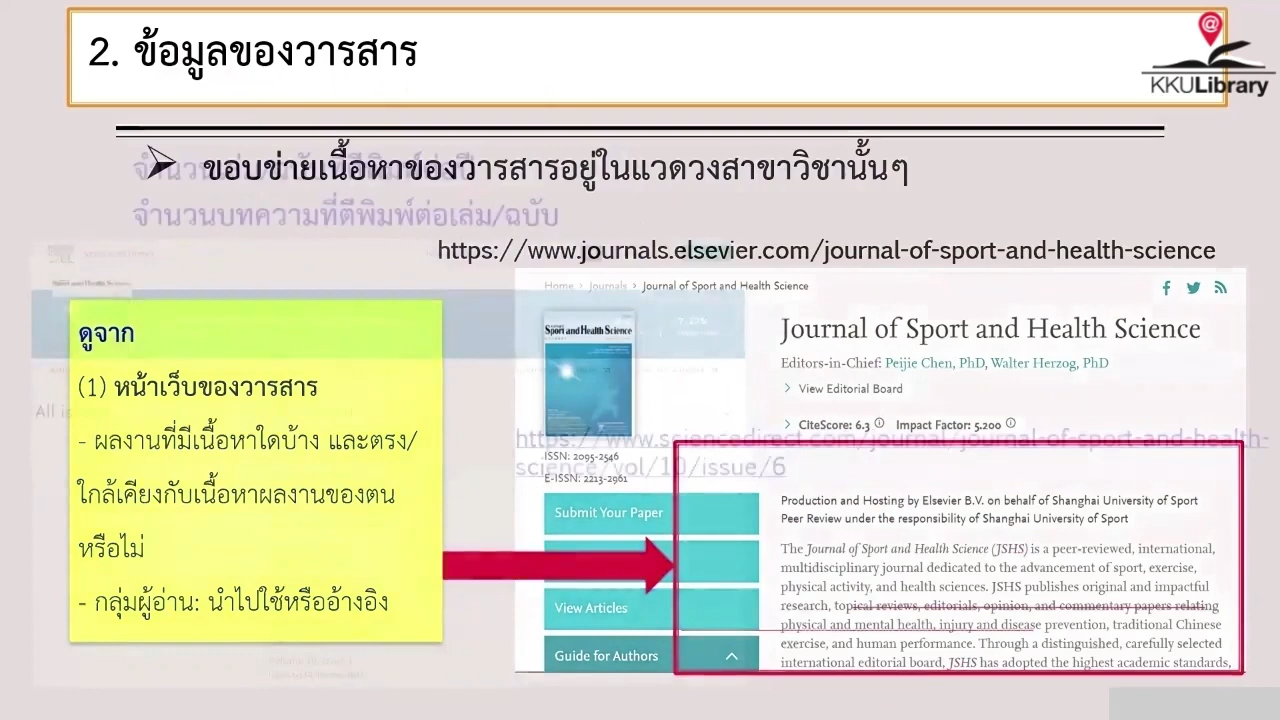 2. ข้อมูลของวารสาร
KKULibrary
ขอบข่ายเนื้อหาของวารสารอยู่ในแวดวงสาขาวิชานั้นๆ
จำนวนบทความที่ตีพิมพ์ต่อเล่ม/ฉบับ
https://www.journals.elsevier.com/journal-of-sport-and-health-science
Home > Journals > Journal of Sport and Health Science
ดูจาก
(1) หน้าเว็บของวารสาร
- ผลงานที่มีเนื้อหาใดบ้าง และตรง/
ใกล้เคียงกับเนื้อหาผลงานของตน
หรือไม่
- กลุ่มผู้อ่าน: นำไปใช้หรืออ้างอิง
All is
Sport and Health Science
Journal of Sport and Health Science
Editors-in-Chief: Peijie Chen, PhD, Walter Herzog, PhD
> View Editorial Board
> CiteScore: 6.3 Impact Factor: 5.200
https://www.sciencedirect.com/journal/journal-of-sport-and-health-
science/vol/10/issue/6
ISSN: 2095-2546
E-ISSN: 2213-2961
Submit Your Paper
View Articles
Guide for Authors
Production and Hosting by Elsevier B.V. on behalf of Shanghai University of Sport
Peer Review under the responsibility of Shanghai University of Sport
The Journal of Sport and Health Science (JSHS) is a peer-reviewed, international,
multidisciplinary journal dedicated to the advancement of sport, exercise,
physical activity, and health sciences. JSHS publishes original and impactful
research, topical reviews, editorials, opinion, and commentary papers relating
physical and mental health, injury and disease prevention, traditional Chinese
exercise, and human performance. Through a distinguished, carefully selected
international editorial board, JSHS has adopted the highest academic standards,